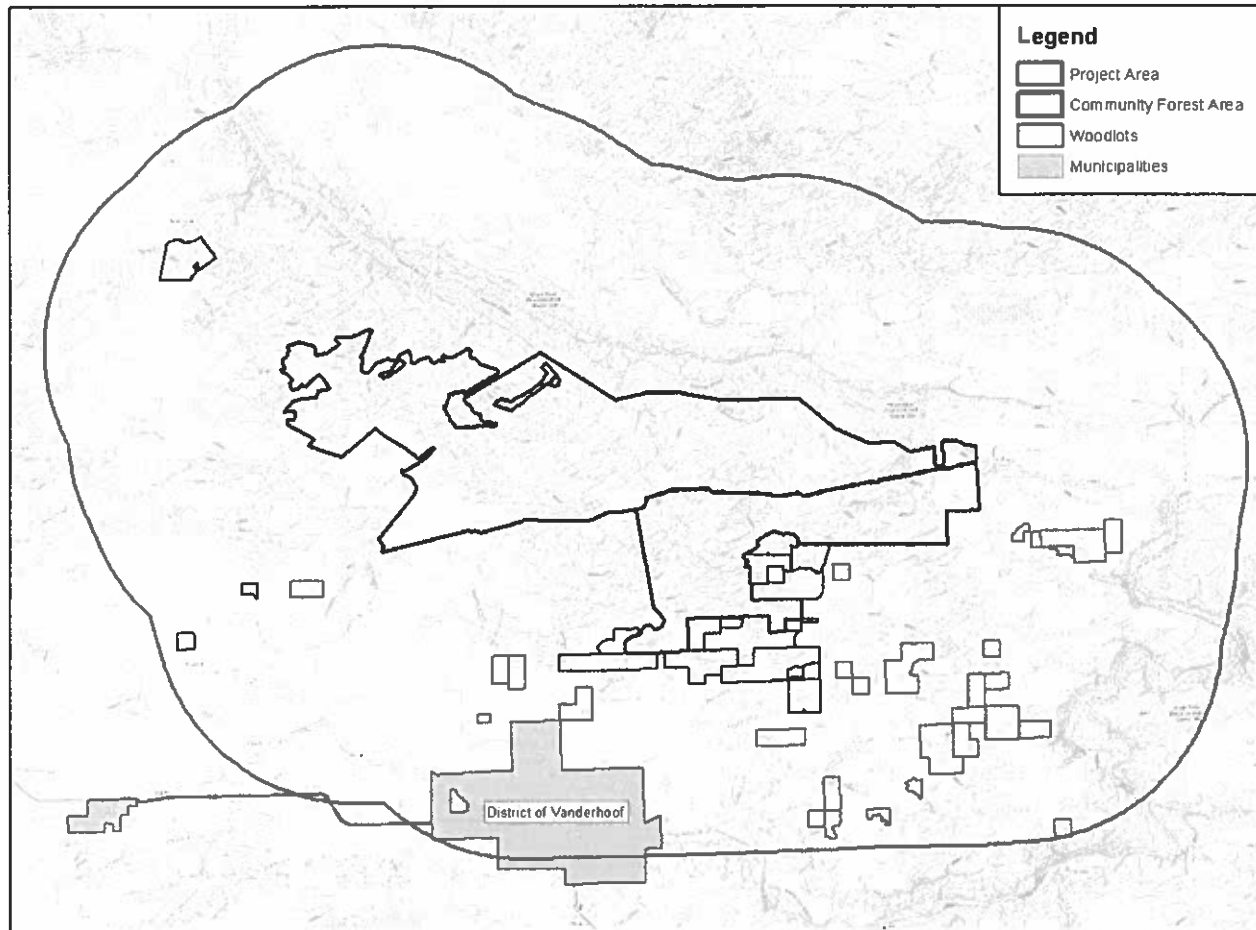 Legend
Project Area
Community Forest Area
Woodlots
Municipalities
District of Vanderhoof